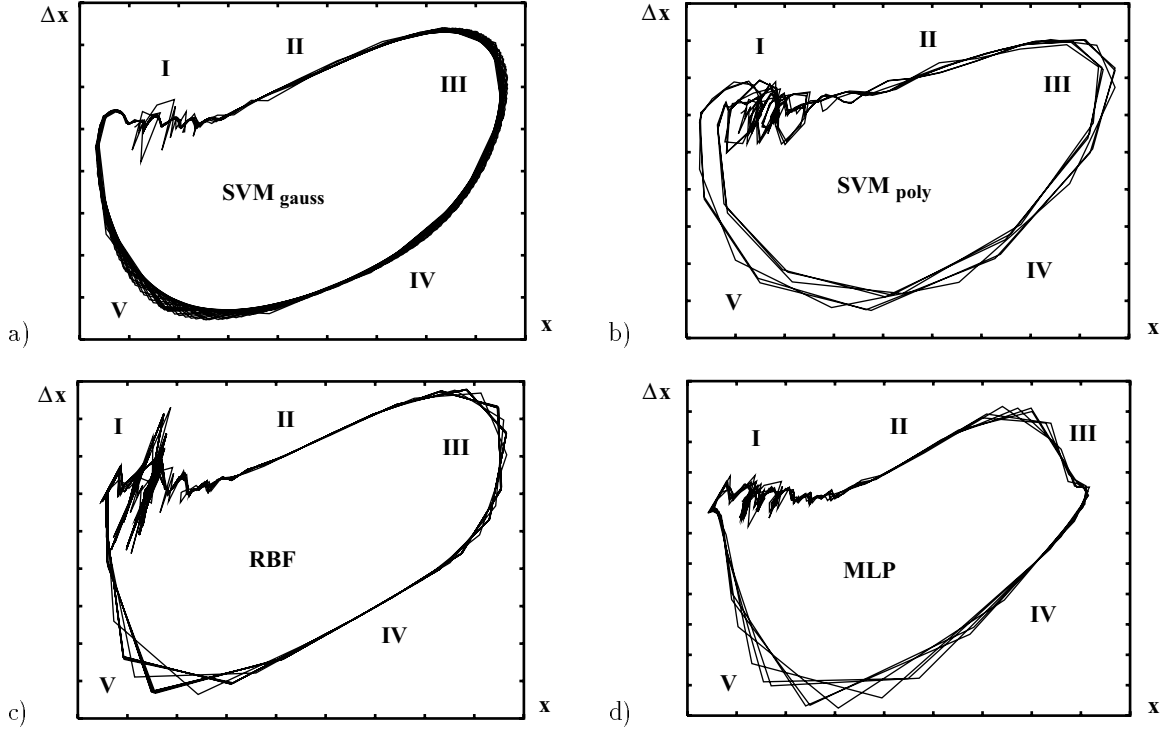 Δx
I
II
III
SVM gauss
IV
V
x
a)
Δx
I
II
III
SVM poly
IV
V
x
b)
Δx
I
II
III
RBF
IV
V
x
c)
Δx
I
II
III
MLP
IV
V
x
d)